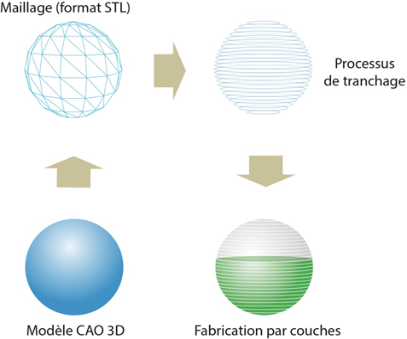 Maillage (format STL)
Processus
de tranchage
Modèle CAO 3D
Fabrication par couches